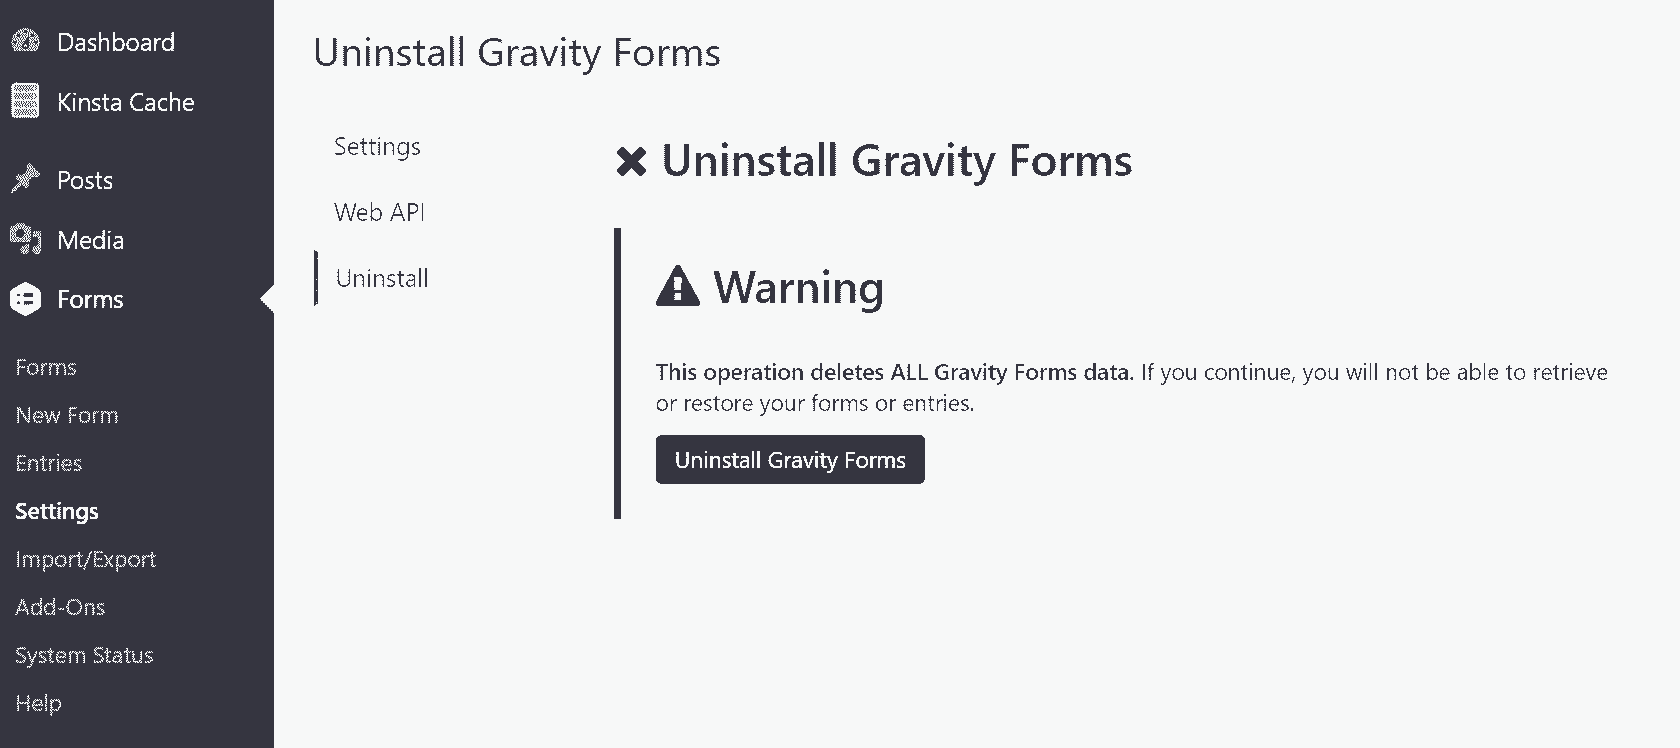 Dashboard
Kinsta Cache
Posts
Media
Forms
Forms
New Form
Entries
Settings
Import/Export
Add-Ons
System Status
Help
Uninstall Gravity Forms
Settings
Web API
Uninstall
Uninstall Gravity Forms
Warning
This operation deletes ALL Gravity Forms data. If you continue, you will not be able to retrieve
or restore your forms or entries.
Uninstall Gravity Forms